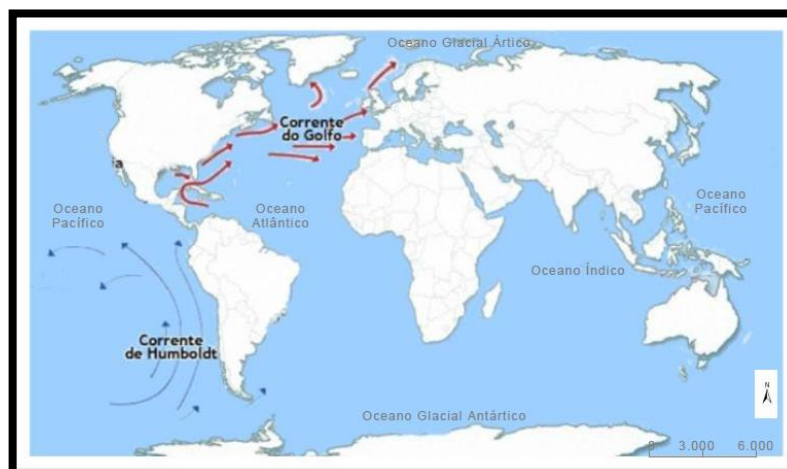 Oceano Glacial Ártico
Corrente
do Golfo
ia
Oceano
Pacífico
Oceano
Atlântico
Oceano
Pacífico
Oceano Índico
Corrente
de Humboldt
N
Oceano Glacial Antártico
3.000
6.000